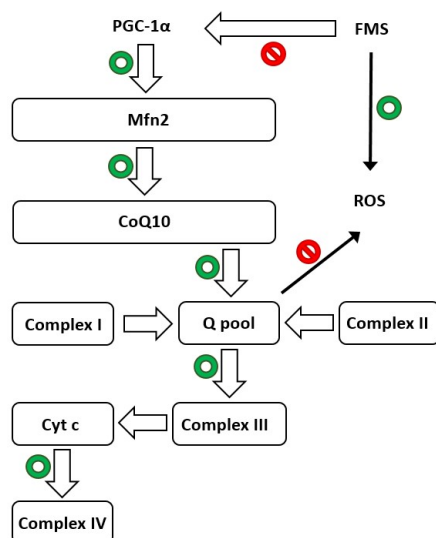 PGC-1α
FMS
Mfn2
ROS
CoQ10
Complex I
Q pool
Complex II
Cyt c
Complex III
Complex IV